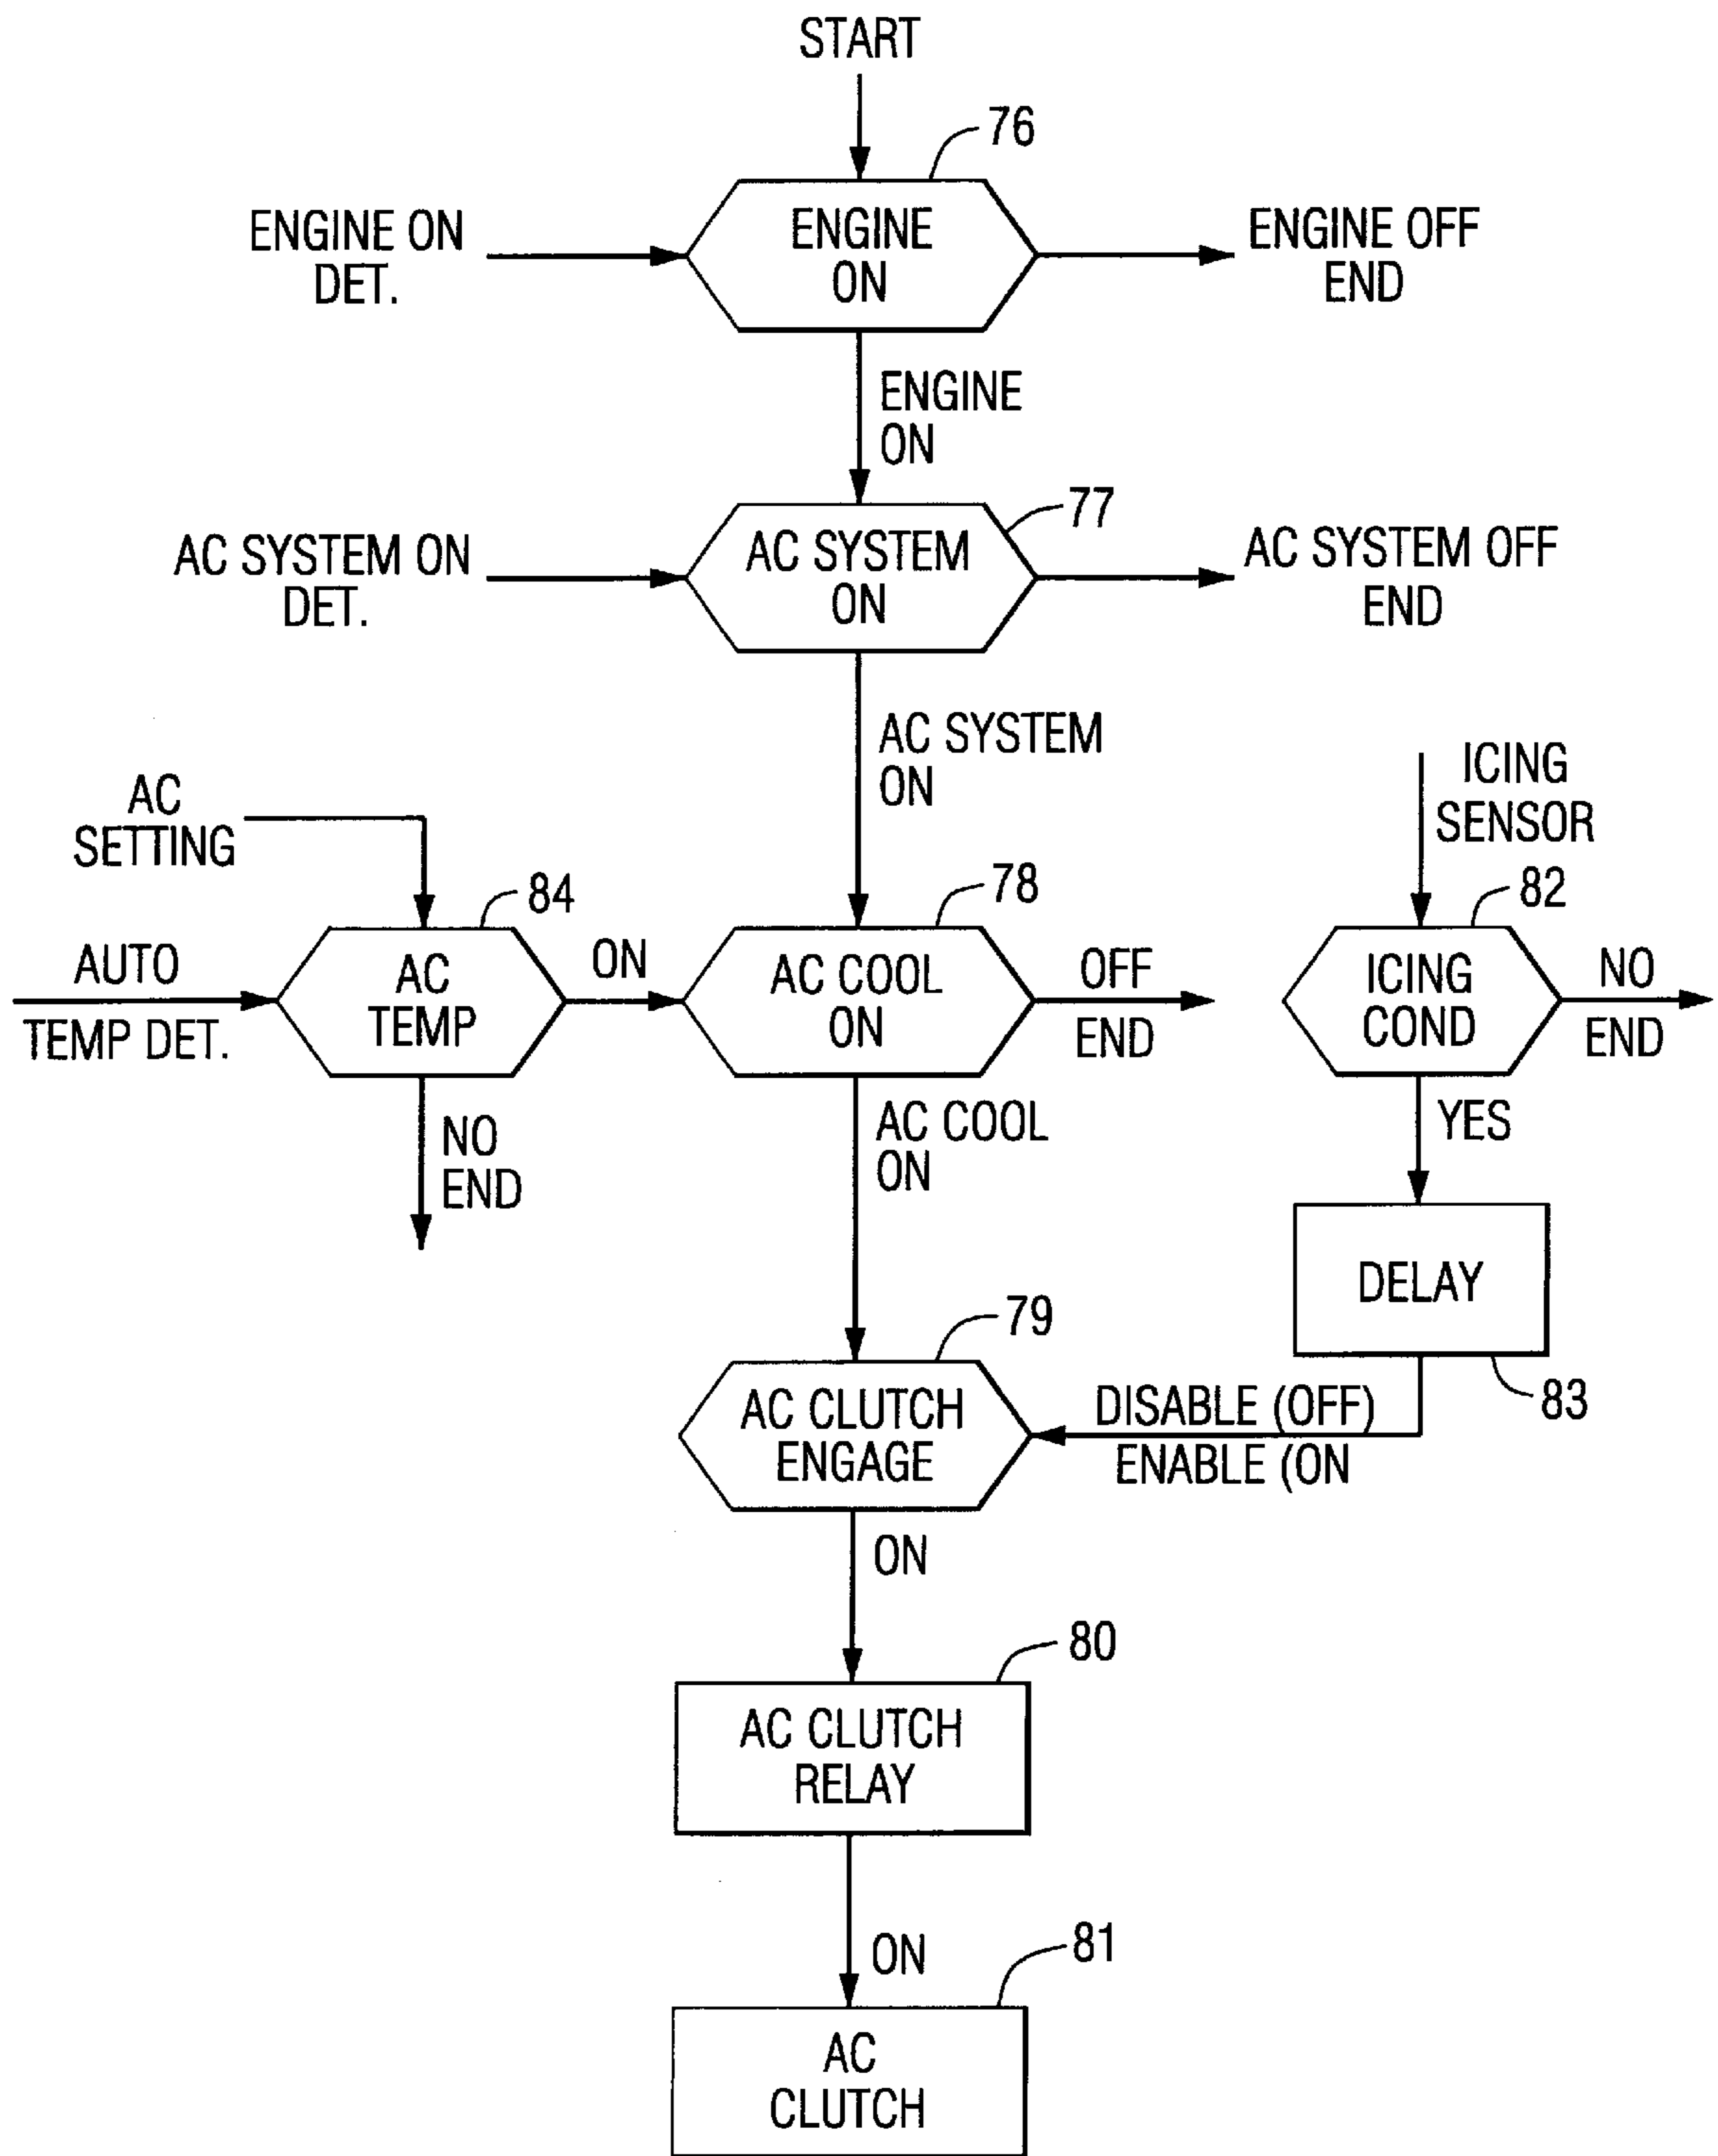 START
76
ENGINE ON
DET.
ENGINE
ON
ENGINE OFF
END
ENGINE
ON
77
AC SYSTEM ON
DET.
AC SYSTEM
ON
AC SYSTEM OFF
END
AC SYSTEM
ON
ICING
SENSOR
AC
SETTING
84
78
82
AUTO
TEMP DET.
AC
TEMP
ON
AC COOL
ON
OFF
END
ICING
COND
NO
END
NO
END
AC COOL
ON
YES
DELAY
83
79
AC CLUTCH
ENGAGE
DISABLE (OFF)
ENABLE (ON
ON
80
AC CLUTCH
RELAY
ON
81
AC
CLUTCH